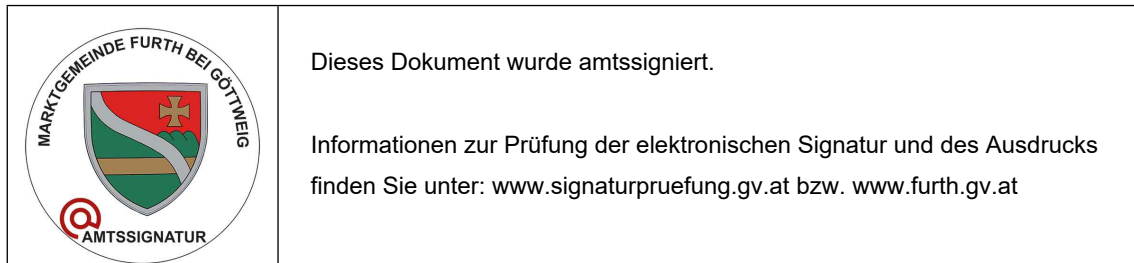 MARKTGEMEINDE FURTH BEI GÖTTWEIG
AMTSSIGNATUR
Dieses Dokument wurde amtssigniert.
Informationen zur Prüfung der elektronischen Signatur und des Ausdrucks
finden Sie unter: www.signaturpruefung.gv.at bzw. www.furth.gv.at